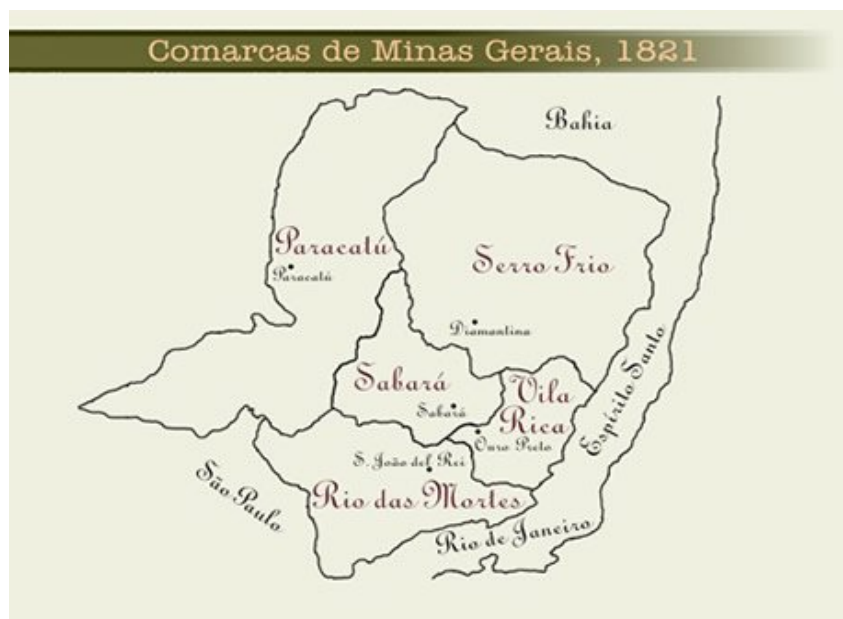 Comarcas de Minas Gerais, 1821
Bahia
Paracatú
Paracatú
Serro Frio
Diamantina
Sabará
Sabará
Vila
Rica
Ouro Preto
Espírito Santo
S. João del Rei
Rio das Mortes
São Paulo
Rio de Janeiro